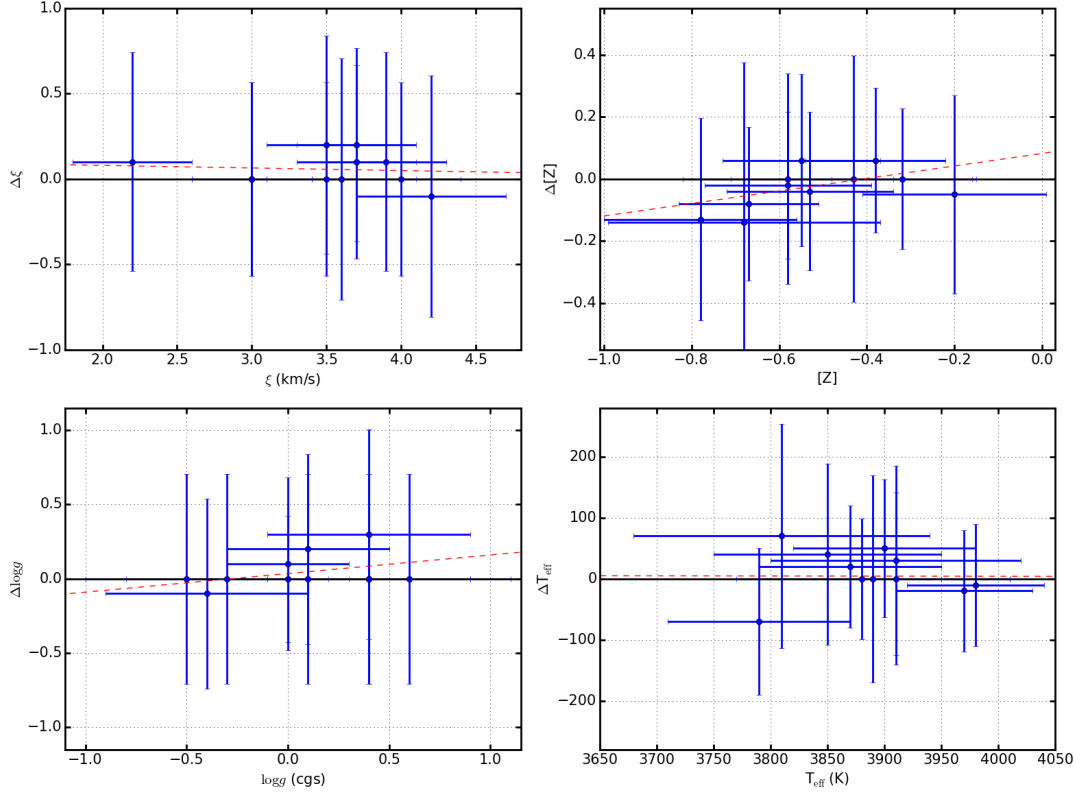 1.0
0.5
0.0
−0.5
−1.0
Δξ
2.0 2.5 3.0 3.5 4.0 4.5
ξ (km/s)
0.4
0.2
0.0
−0.2
−0.4
Δ[Z]
−1.0 −0.8 −0.6 −0.4 −0.2 0.0
[Z]
1.0
0.5
0.0
−0.5
−1.0
Δlogg
−1.0 −0.5 0.0 0.5 1.0
logg (cgs)
200
100
0
−100
−200
ΔT_eff
3650 3700 3750 3800 3850 3900 3950 4000 4050
T_eff (K)